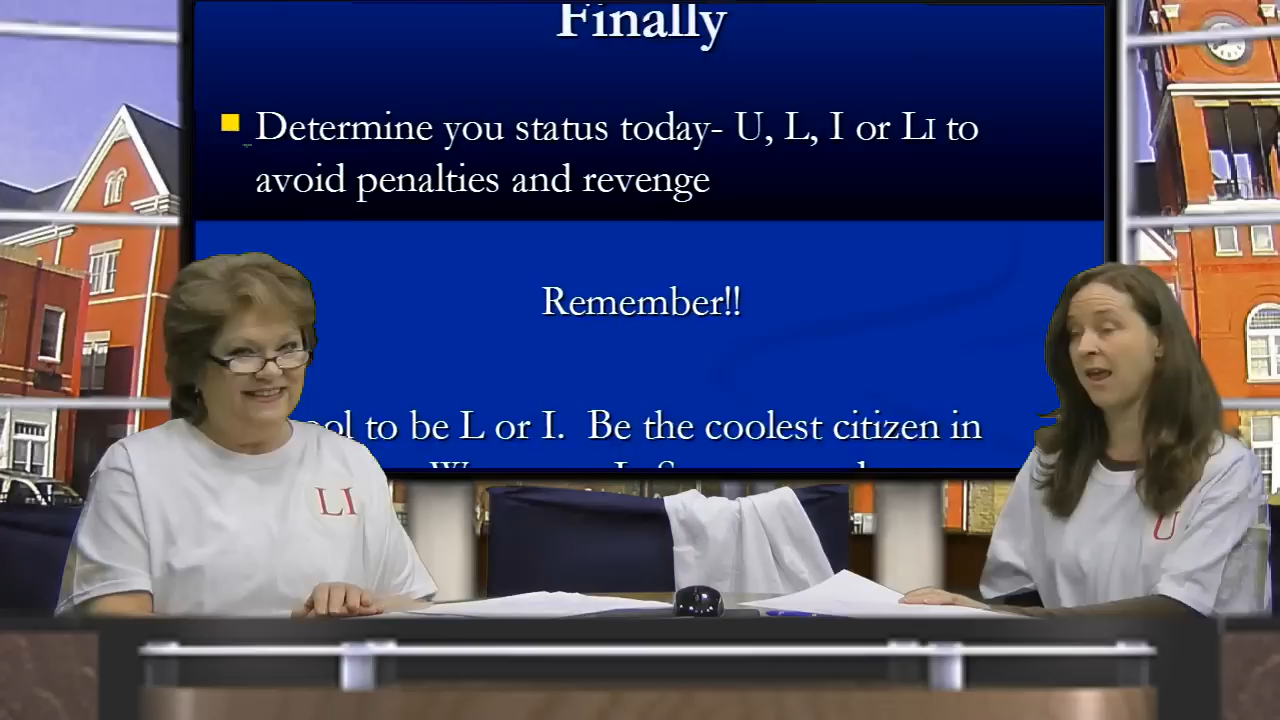 Finally
Determine you status today- U, L, I or LI to
avoid penalties and revenge
Remember!!
to be L or I. Be the coolest citizen in
LI
U